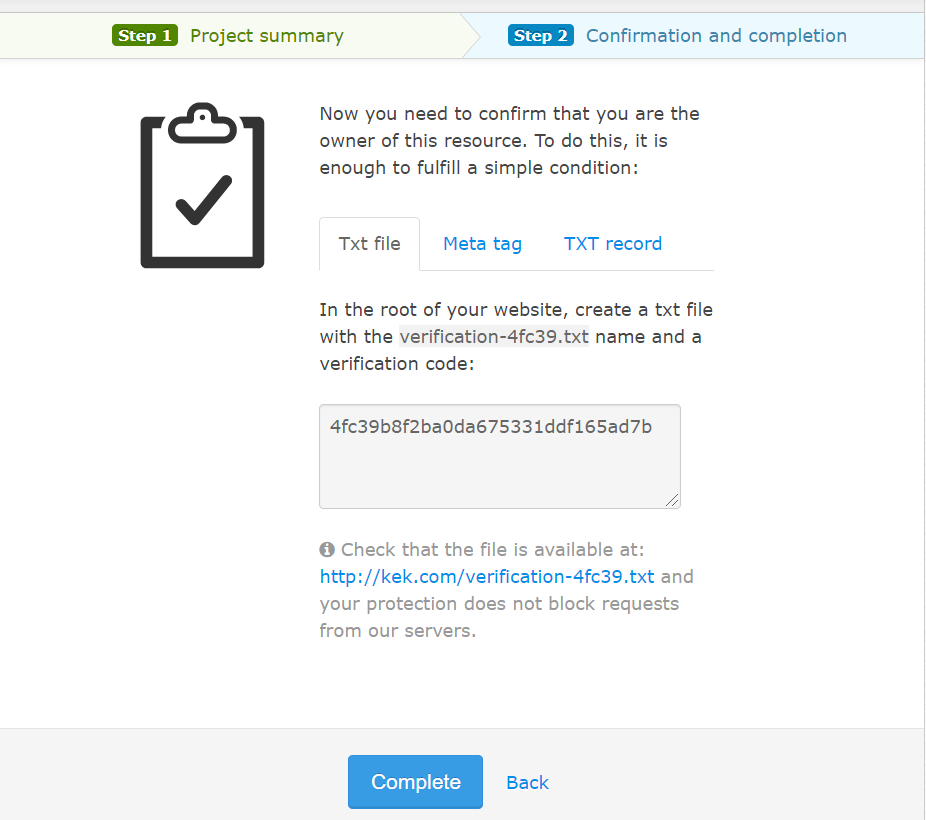 Step 1 Project summary
Step 2 Confirmation and completion
Now you need to confirm that you are the
owner of this resource. To do this, it is
enough to fulfill a simple condition:
Txt file
Meta tag
TXT record
In the root of your website, create a txt file
with the verification-4fc39.txt name and a
verification code:
4fc39b8f2ba0da675331ddf165ad7b
Check that the file is available at:
http://kek.com/verification-4fc39.txt and
your protection does not block requests
from our servers.
Complete
Back